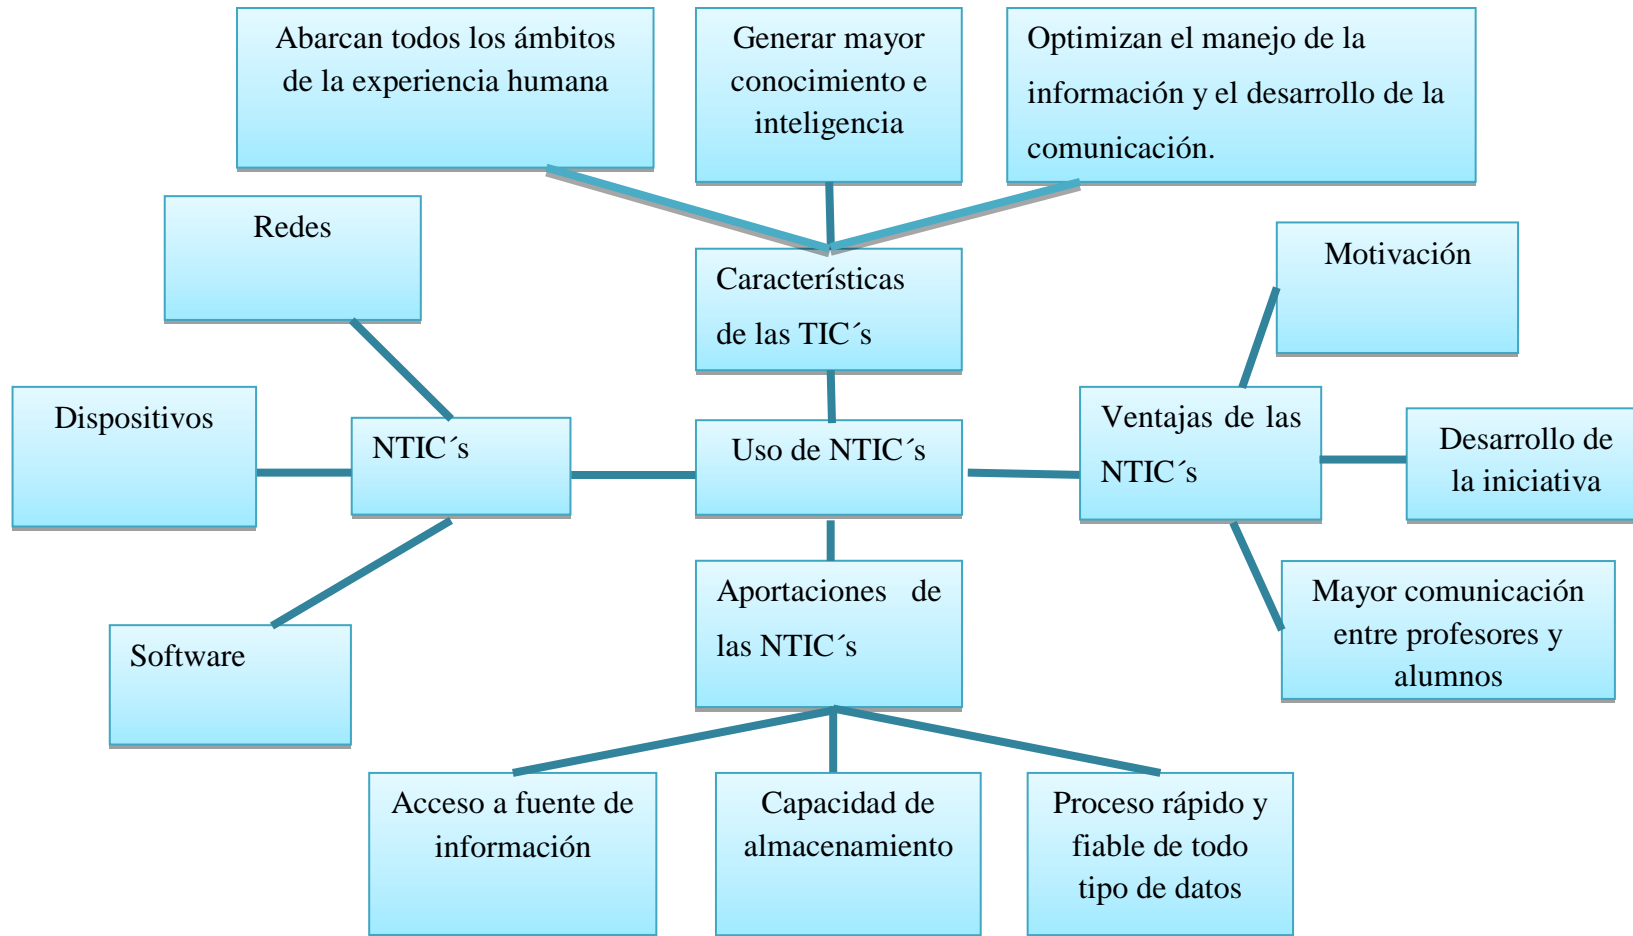 Abarcan todos los ámbitos
de la experiencia humana
Generar mayor
conocimiento e
inteligencia
Optimizan el manejo de la
información y el desarrollo de la
comunicación.
Redes
Característícas
de las TIC´s
Motivación
Dispositivos
NTIC´s
Uso de NTIC´s
Ventajas de las
NTIC´s
Desarrollo de
la iniciativa
Software
Aportaciones de
las NTIC´s
Mayor comunicación
entre profesores y
alumnos
Acceso a fuente de
información
Capacidad de
almacenamiento
Proceso rápido y
fiable de todo
tipo de datos